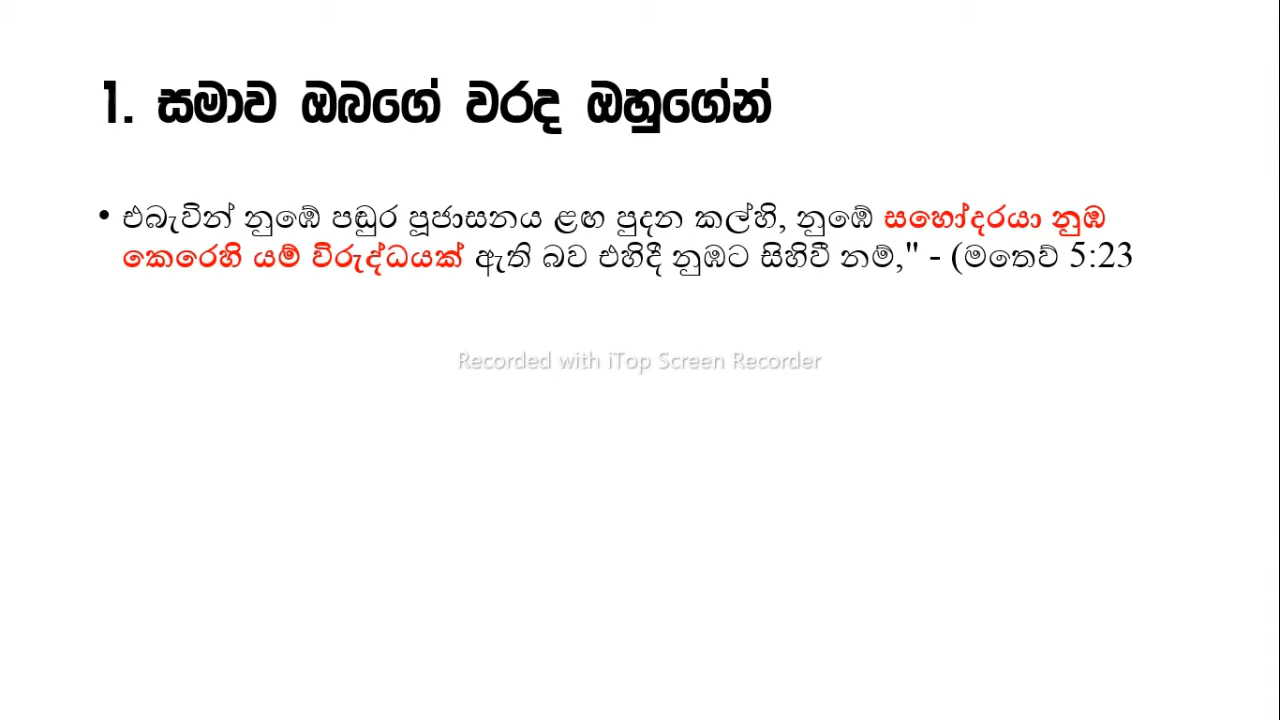 1. සමාව ඔබගේ වරද ඔහුගේන්
• එබැවින් නුඹේ පඬුර පූජාසනය ළඟ පුදන කල්හි, නුඹේ සහෝදරයා නුඹ
කෙරෙහි යම් විරුද්ධයක් ඇති බව එහිදී නුඹට සිහිවී නම්," - (මතෙව් 5:23
Recorded with iTop Screen Recorder